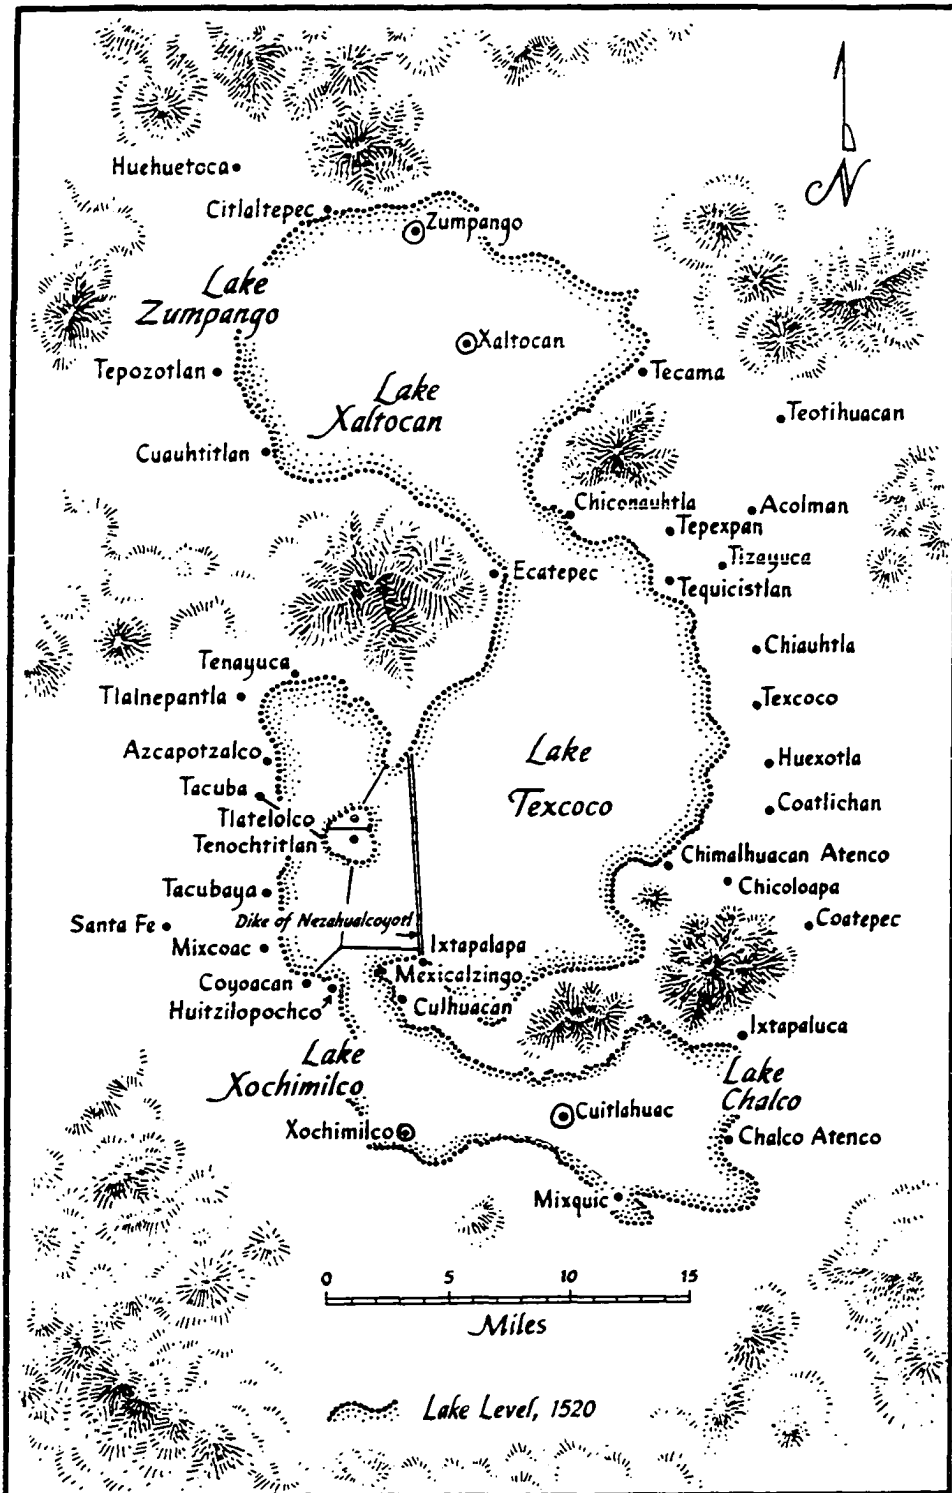 Huehuetoca
Citlaltepec
Zumpango
N
Lake
Zumpango
Xaltocan
Tepozotlan
Tecama
Lake
Xaltocan
Teotihuacan
Cuauhtitlan
Chiconauhtla
Acolman
Tepexpan
Tizayuca
Ecatepec
Tequicistlan
Chiauhtla
Tenayuca
Tlalnepantla
Texcoco
Azcapotzalco
Lake
Texcoco
Huexotla
Tacuba
Coatlichan
Tlatelolco
Tenochtitlan
Chimalhuacan Atenco
Tacubaya
Chicoloapa
Santa Fe
Dike of Nezahualcoyotl
Coatepec
Mixcoac
Ixtapalapa
Mexicalzingo
Coyoacan
Huitzilopochco
Culhuacan
Ixtapaluca
Lake
Xochimilco
Lake
Chalco
Cuitlahuac
Xochimilco
Chalco Atenco
Mixquic
0 5 10 15
Miles
Lake Level, 1520